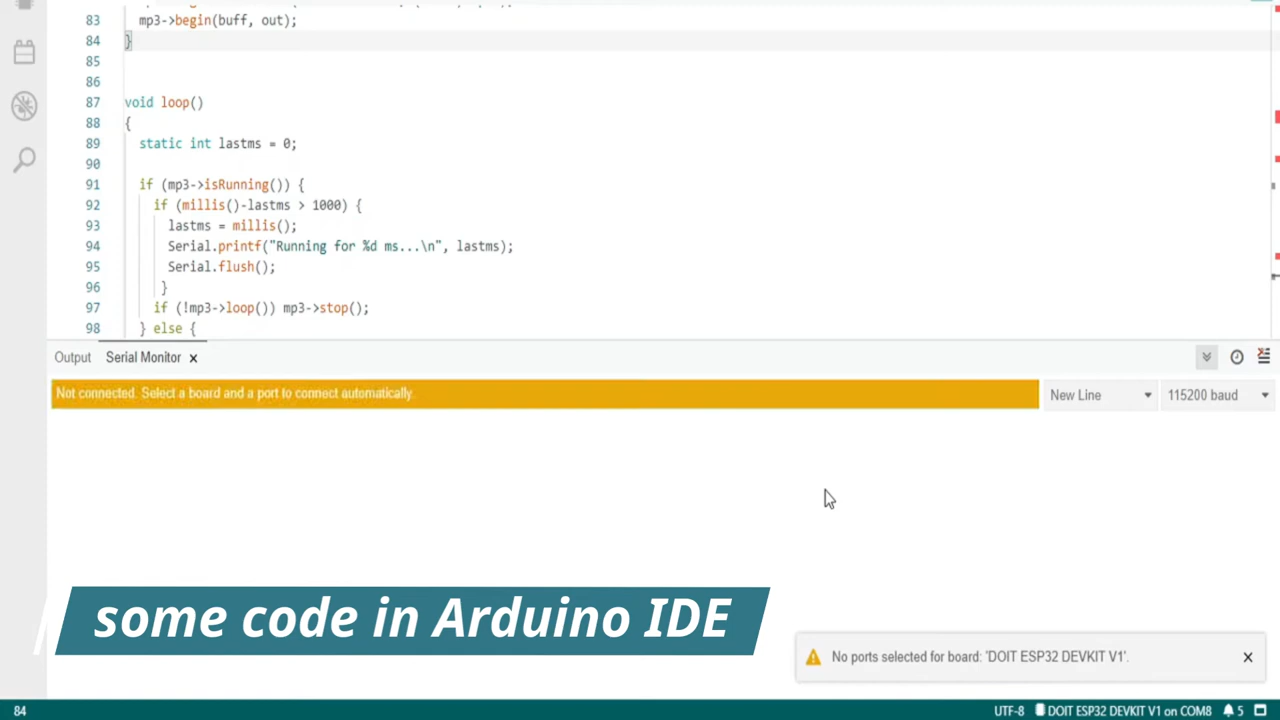 83 mp3->begin(buff, out);
84 }
85
86
87 void loop()
88 {
89 static int lastms = 0;
90
91 if (mp3->isRunning()) {
92 if (millis()-lastms > 1000) {
93 lastms = millis();
94 Serial.printf("Running for %d ms...\n", lastms);
95 Serial.flush();
96 }
97 if (!mp3->loop()) mp3->stop();
98 } else {
Output Serial Monitor x
Not connected. Select a board and a port to connect automatically.
New Line 115200 baud
some code in Arduino IDE
No ports selected for board: 'DOIT ESP32 DEVKIT V1'.
84 UTF-8 DOIT ESP32 DEVKIT V1 on COM8 5